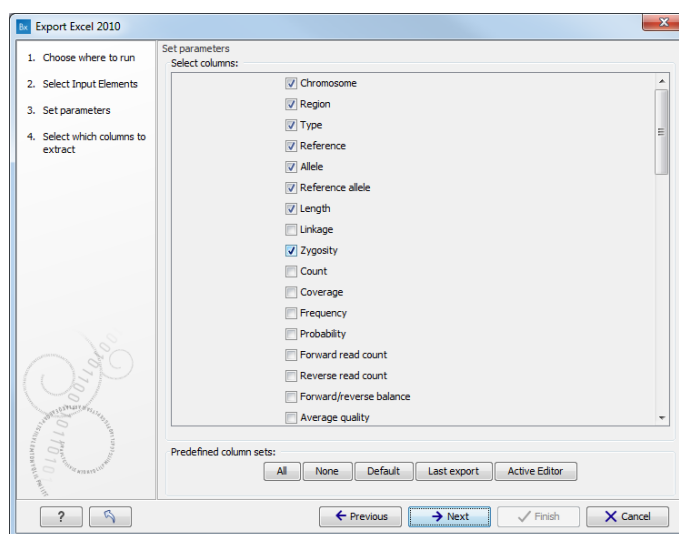 Bx Export Excel 2010
1. Choose where to run
2. Select Input Elements
3. Set parameters
4. Select which columns to
extract
Set parameters
Select columns:
Chromosome
Region
Type
Reference
Allele
Reference allele
Length
Linkage
Zygosity
Count
Coverage
Frequency
Probability
Forward read count
Reverse read count
Forward/reverse balance
Average quality
Predefined column sets:
All None Default Last export Active Editor
? Previous Next Finish Cancel